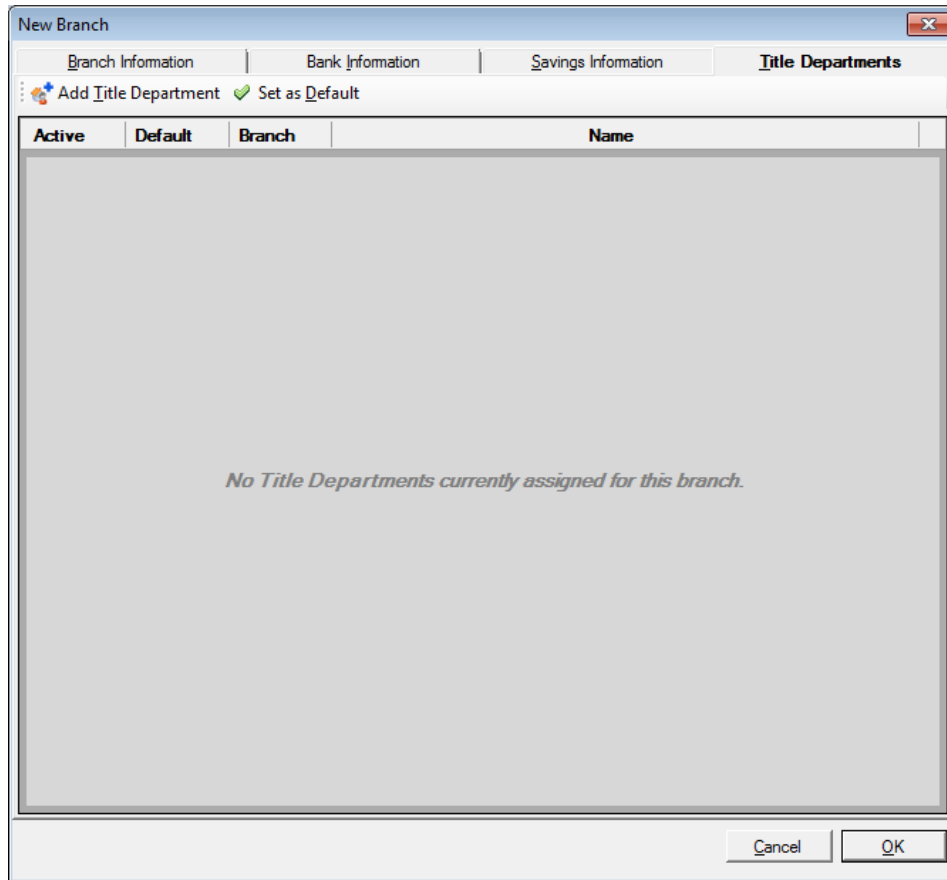 New Branch
Branch Information Bank Information Savings Information Title Departments
Add Title Department Set as Default
Active Default Branch Name
No Title Departments currently assigned for this branch.
Cancel OK